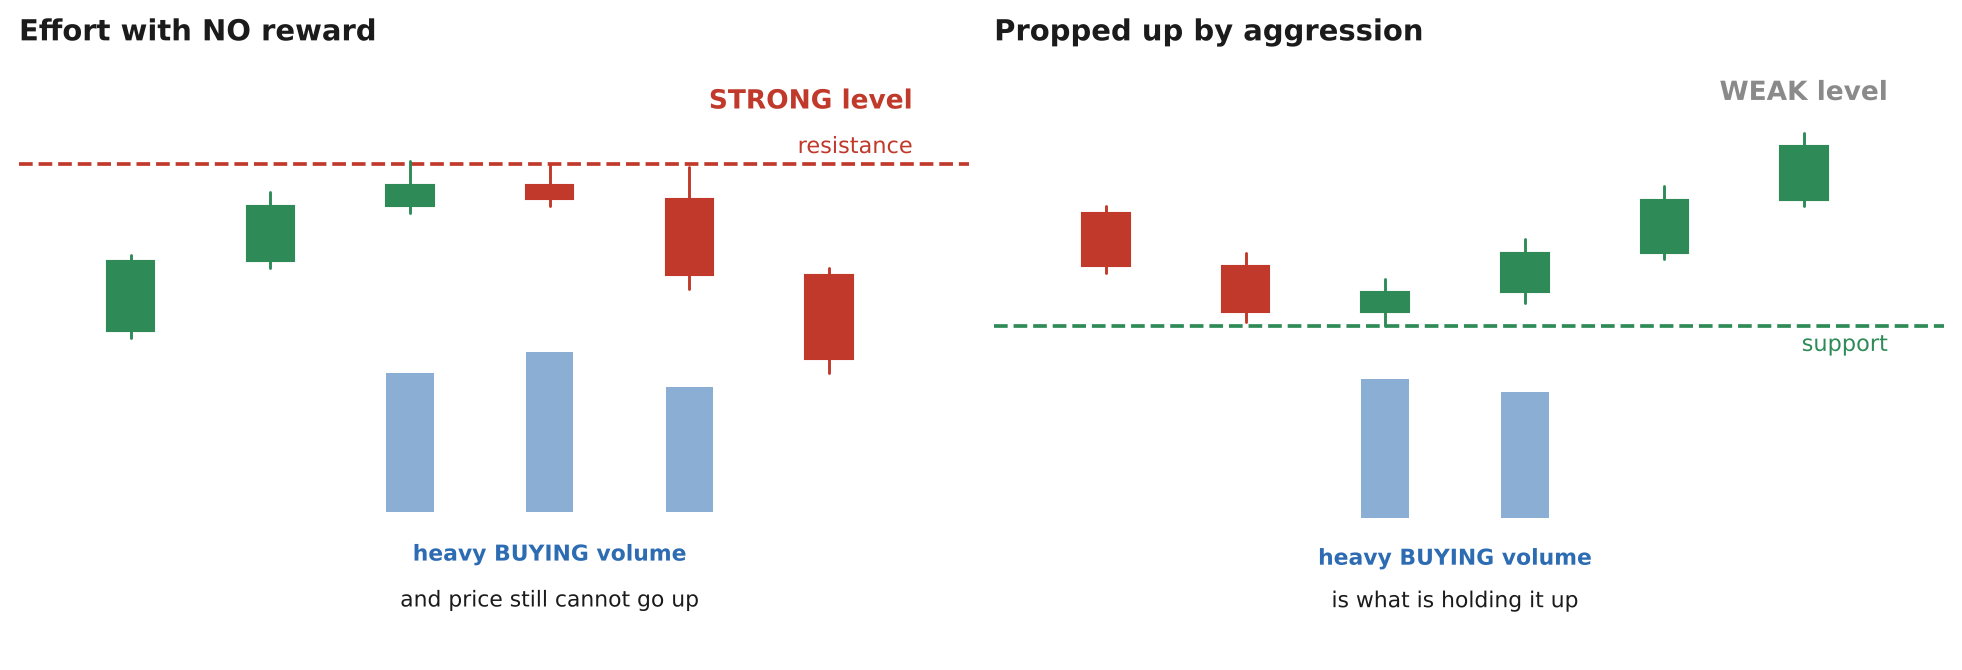 Effort with NO reward
STRONG level
resistance
heavy BUYING volume
and price still cannot go up
Propped up by aggression
WEAK level
support
heavy BUYING volume
is what is holding it up